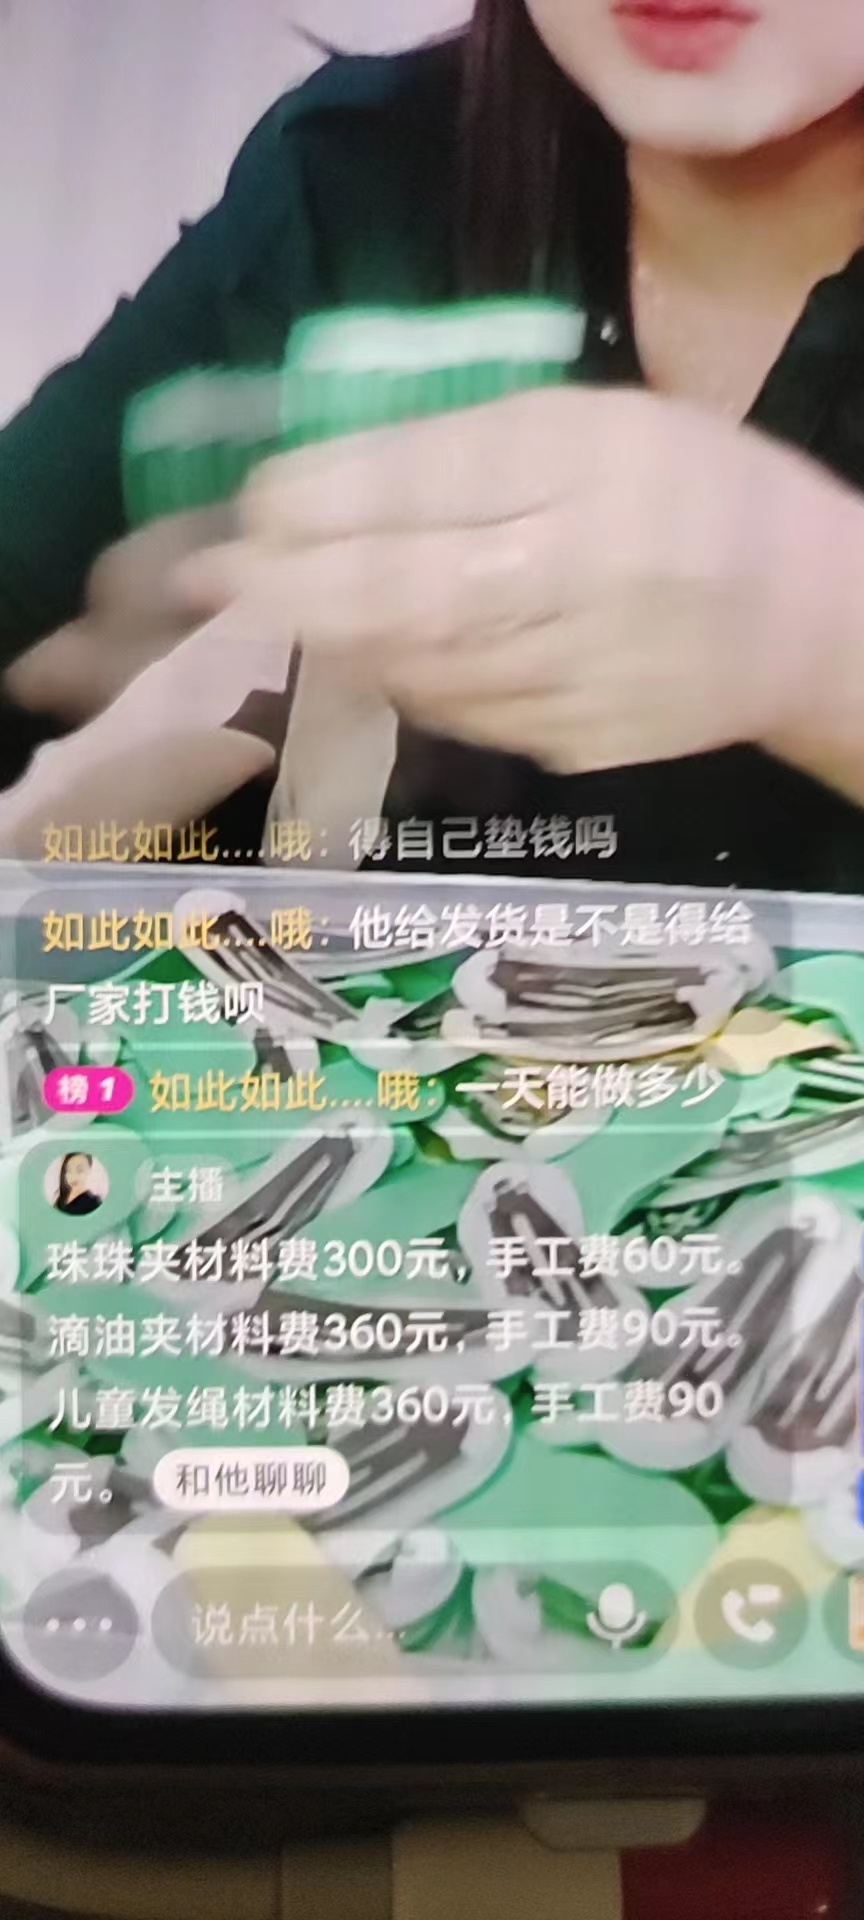 如此如此....哦：得自己垫钱吗
如此如此....哦：他给发货是不是得给
厂家打钱呗
榜1 如此如此....哦：一天能做多少
主播
珠珠夹材料费300元，手工费60元。
滴油夹材料费360元，手工费90元。
儿童发绳材料费360元，手工费90
元。 和他聊聊
说点什么...